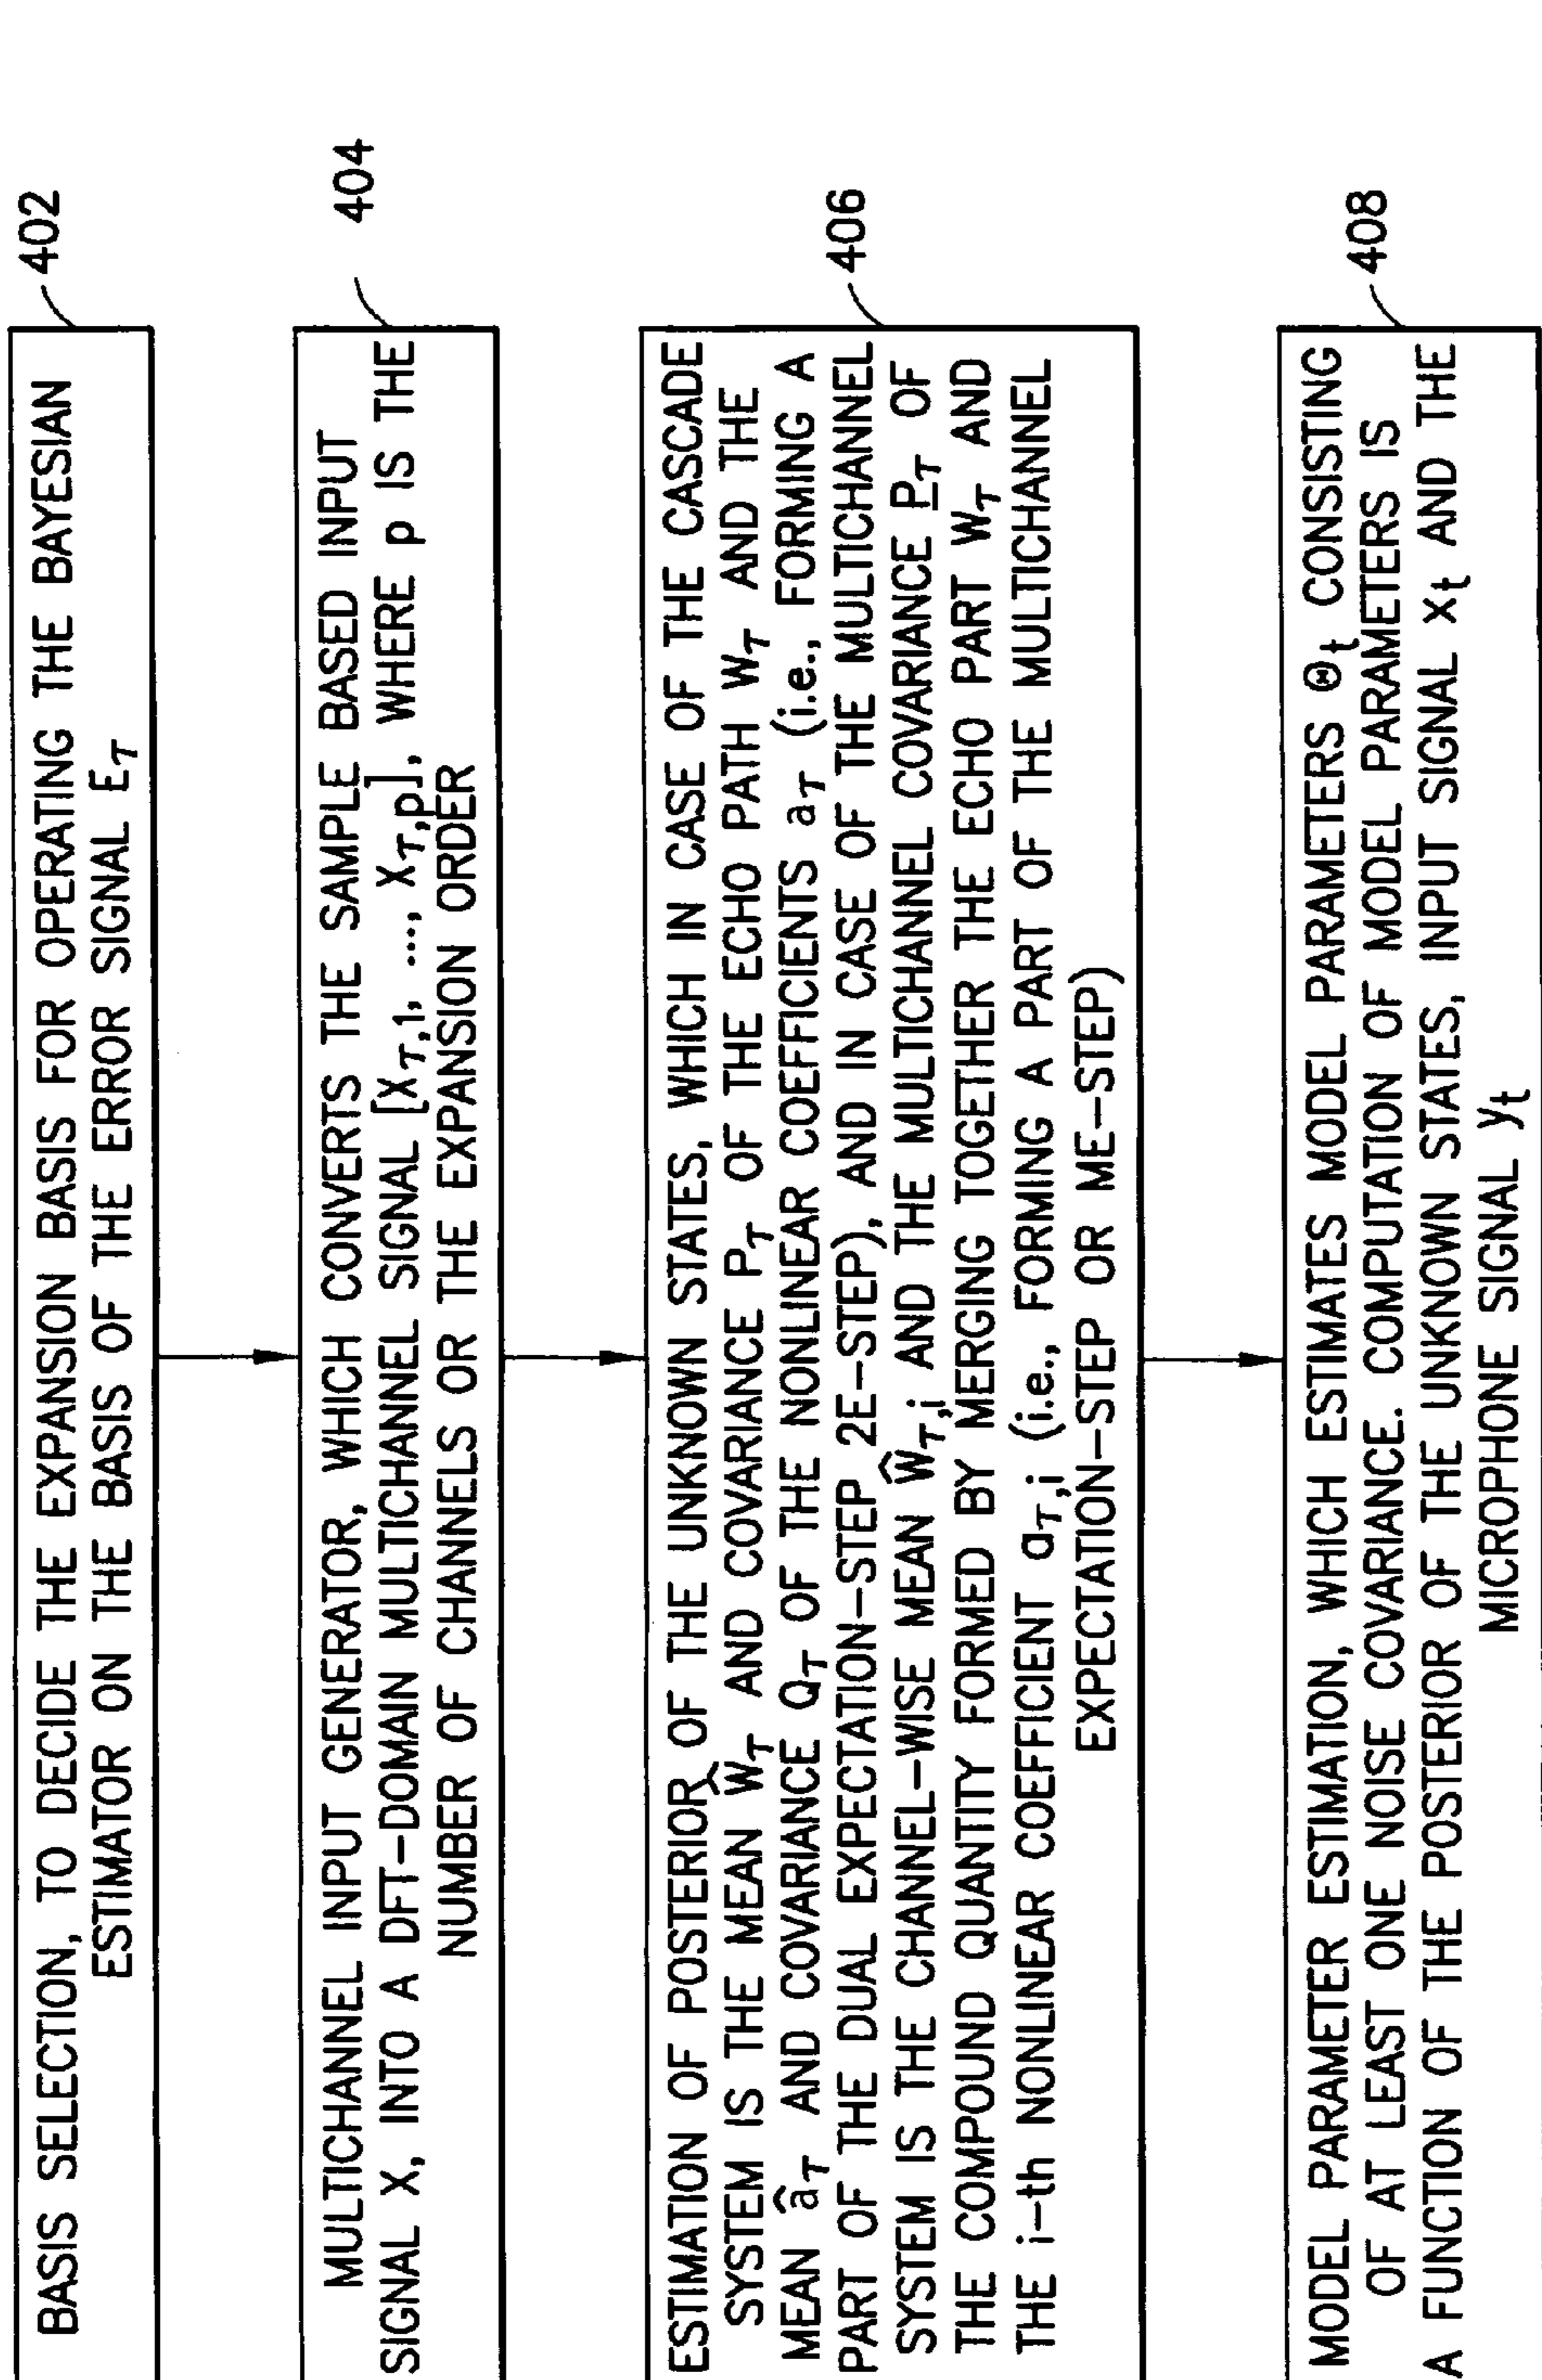 BASIS SELECTION, TO DECIDE THE EXPANSION BASIS FOR OPERATING THE BAYESIAN
ESTIMATOR ON THE BASIS OF THE ERROR SIGNAL E_τ
402
MULTICHANNEL INPUT GENERATOR, WHICH CONVERTS THE SAMPLE BASED INPUT
SIGNAL X, INTO A DFT-DOMAIN MULTICHANNEL SIGNAL [X_τ,1, ..., X_τ,p], WHERE p IS THE
NUMBER OF CHANNELS OR THE EXPANSION ORDER
404
ESTIMATION OF POSTERIOR OF THE UNKNOWN STATES, WHICH IN CASE OF THE CASCADE
SYSTEM IS THE MEAN Ŵ_τ AND COVARIANCE P_τ OF THE ECHO PATH W_τ AND THE
MEAN â_τ AND COVARIANCE Q_τ OF THE NONLINEAR COEFFICIENTS a_τ (i.e., FORMING A
PART OF THE DUAL EXPECTATION-STEP 2E-STEP), AND IN CASE OF THE MULTICHANNEL
SYSTEM IS THE CHANNEL-WISE MEAN Ŵ_τ,i AND THE MULTICHANNEL COVARIANCE P_τ OF
THE COMPOUND QUANTITY FORMED BY MERGING TOGETHER THE ECHO PART W_τ AND
THE i-th NONLINEAR COEFFICIENT a_τ,i (i.e., FORMING A PART OF THE MULTICHANNEL
EXPECTATION-STEP OR ME-STEP)
406
MODEL PARAMETER ESTIMATION, WHICH ESTIMATES MODEL PARAMETERS Θ_t CONSISTING
OF AT LEAST ONE NOISE COVARIANCE. COMPUTATION OF MODEL PARAMETERS IS
A FUNCTION OF THE POSTERIOR OF THE UNKNOWN STATES, INPUT SIGNAL x_t AND THE
MICROPHONE SIGNAL y_t
408